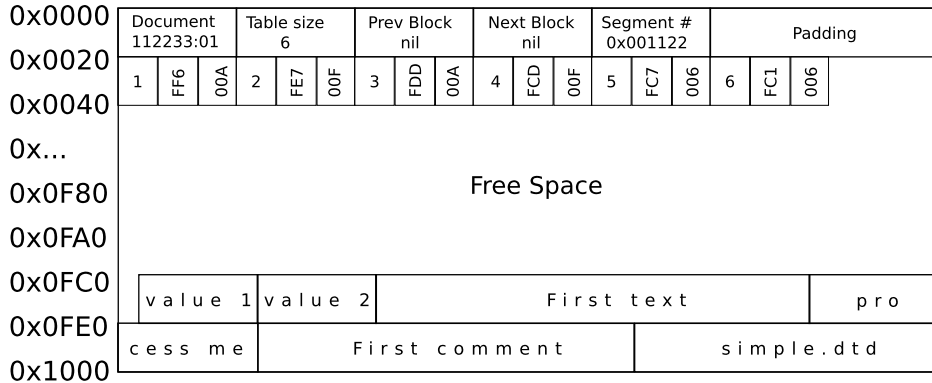 0x0000
Document Table size Prev Block Next Block Segment # Padding
112233:01 6 nil nil 0x001122
0x0020
1 FF6 00A 2 FE7 00F 3 FDD 00A 4 FCD 00F 5 FC7 006 6 FC1 006
0x0040
0x...
0x0F80
Free Space
0x0FA0
0x0FC0
value 1 value 2 First text pro
0x0FE0
cess me First comment simple.dtd
0x1000